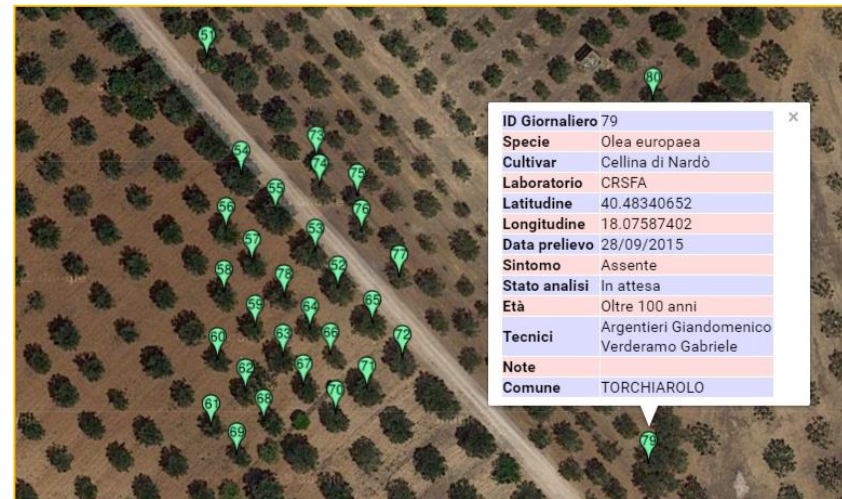 51
80
73
54
74
75
55
56
76
53
57
77
58
78
52
59
64
65
60
63
66
72
62
67
71
61
68
70
69
79
×
ID Giornaliero 79
Specie Olea europaea
Cultivar Cellina di Nardò
Laboratorio CRSFA
Latitudine 40.48340652
Longitudine 18.07587402
Data prelievo 28/09/2015
Sintomo Assente
Stato analisi In attesa
Età Oltre 100 anni
Tecnici Argentieri Giandomenico
Verderamo Gabriele
Note
Comune TORCHIAROLO